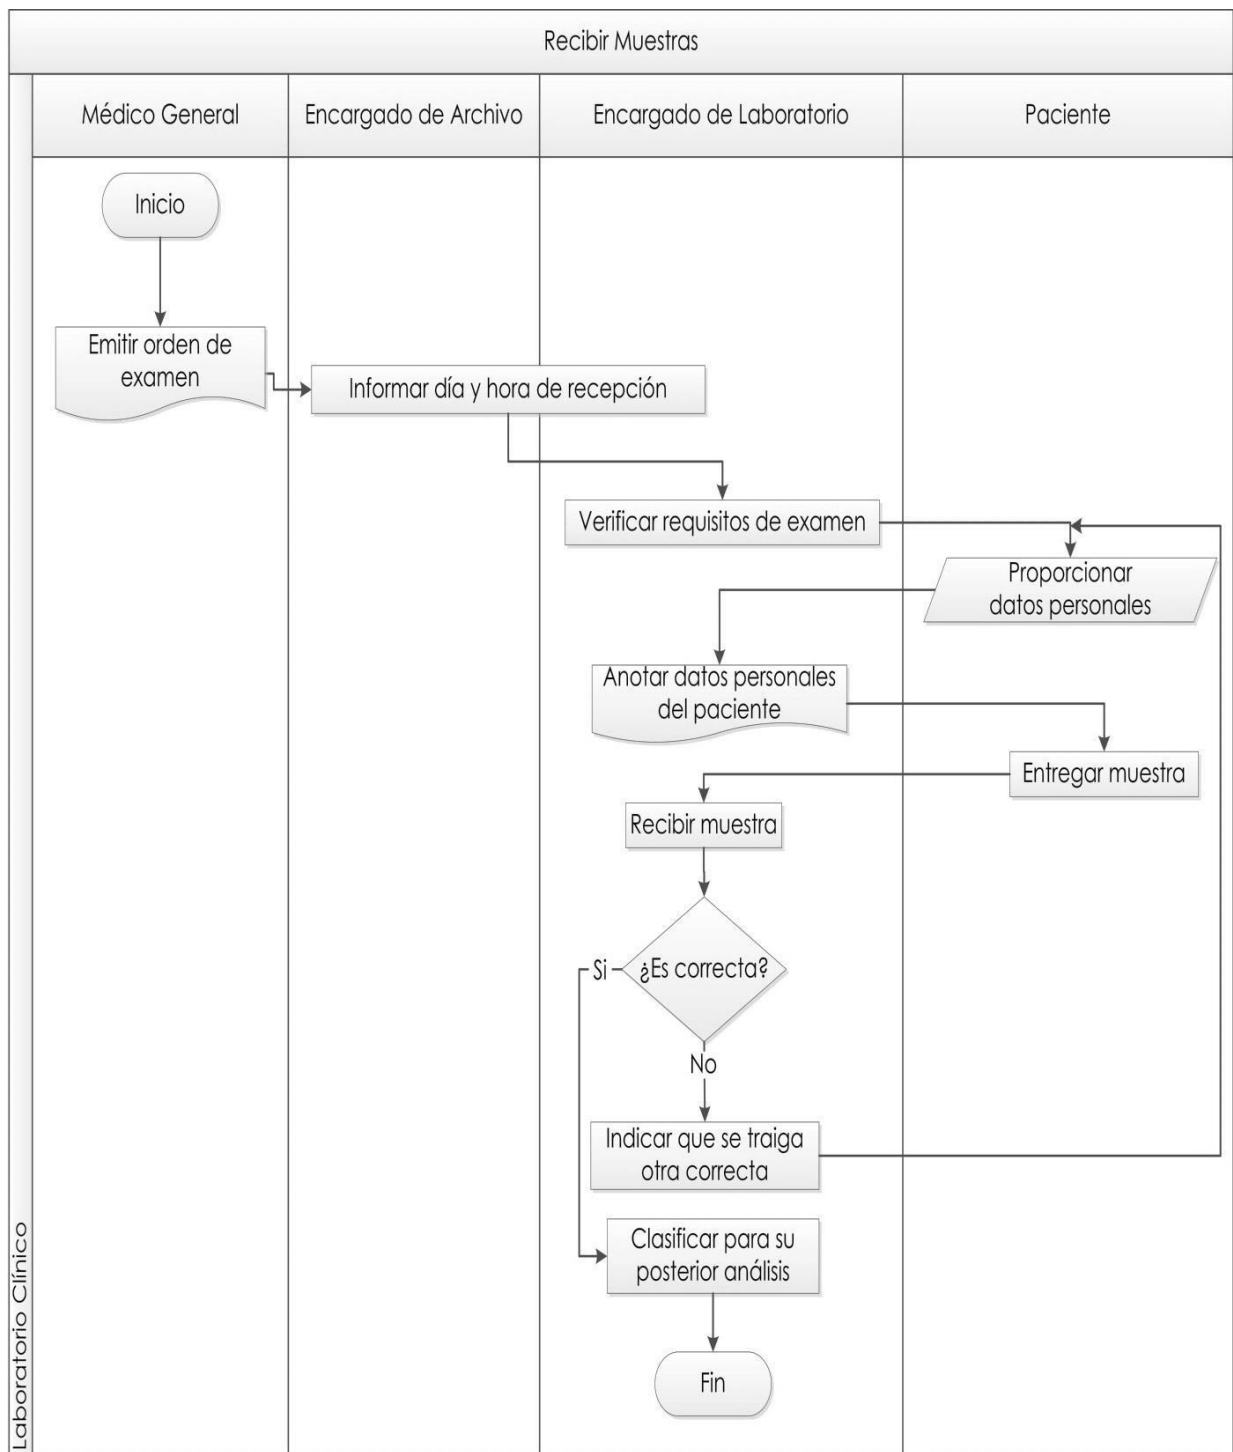 Recibir Muestras
Médico General
Encargado de Archivo
Encargado de Laboratorio
Paciente
Inicio
Emitir orden de
examen
Informar día y hora de recepción
Verificar requisitos de examen
Proporcionar
datos personales
Anotar datos personales
del paciente
Entregar muestra
Recibir muestra
¿Es correcta?
Si
No
Indicar que se traiga
otra correcta
Clasificar para su
posterior análisis
Fin
Laboratorio Clínico